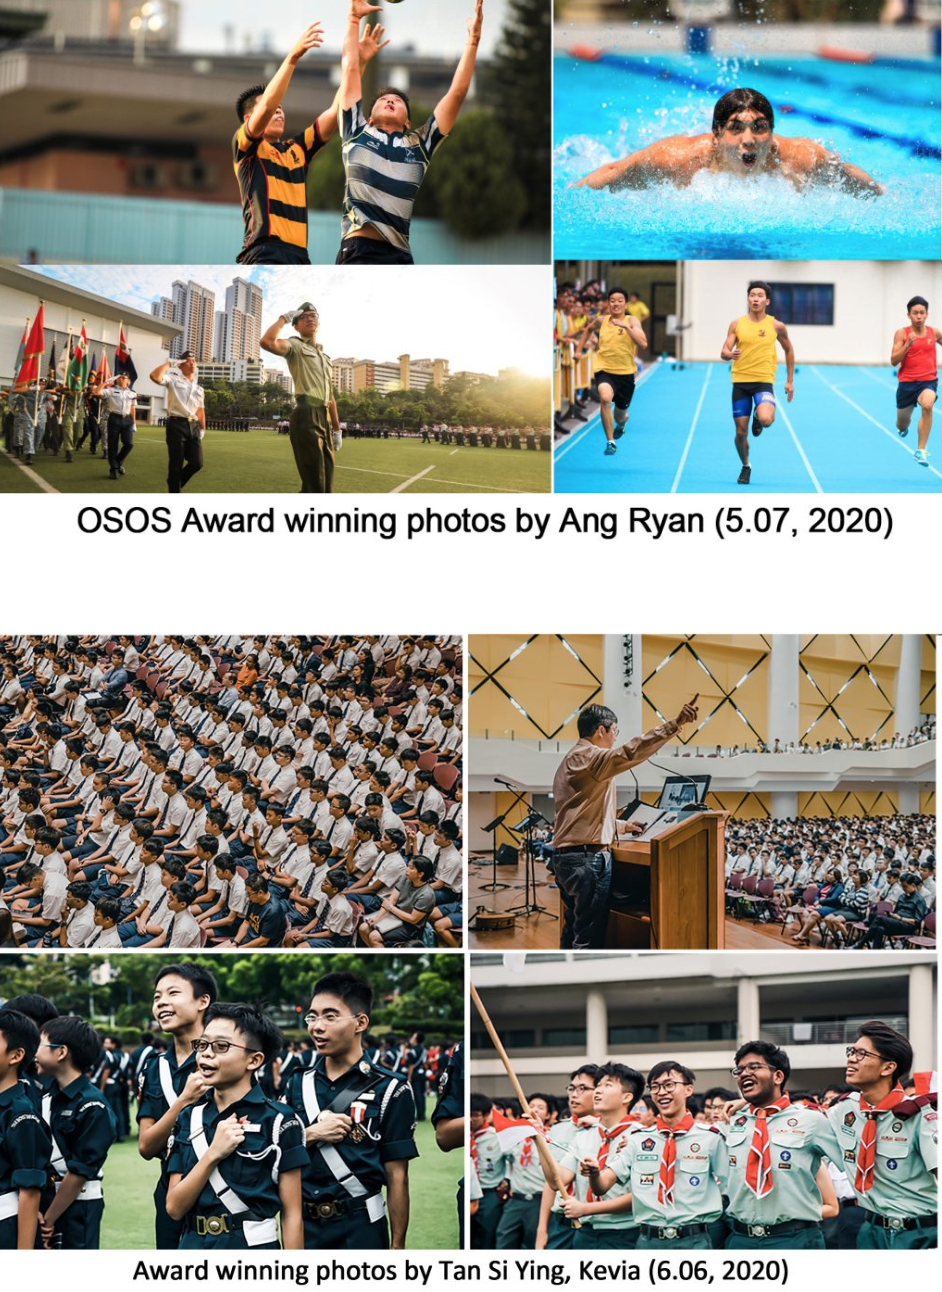 OSOS Award winning photos by Ang Ryan (5.07, 2020)
Award winning photos by Tan Si Ying, Kevia (6.06, 2020)